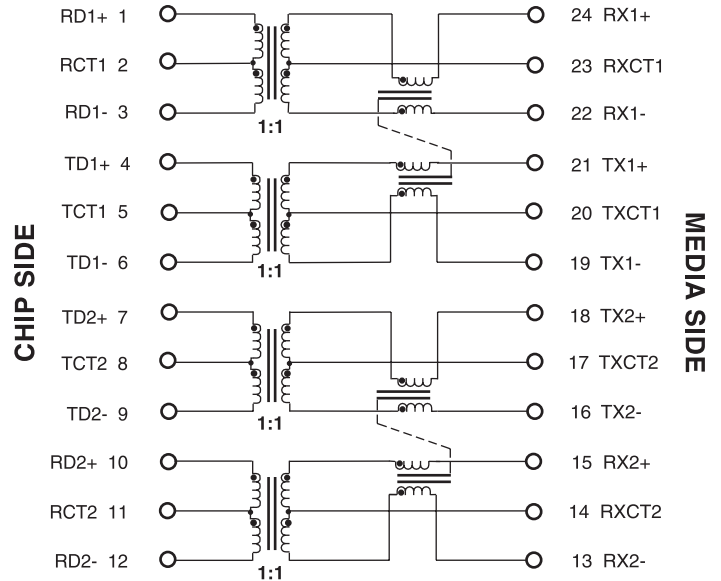 RD1+ 1
24 RX1+
RCT1 2
23 RXCT1
RD1- 3
22 RX1-
1:1
TD1+ 4
21 TX1+
TCT1 5
20 TXCT1
TD1- 6
19 TX1-
1:1
CHIP SIDE
MEDIA SIDE
TD2+ 7
18 TX2+
TCT2 8
17 TXCT2
TD2- 9
16 TX2-
1:1
RD2+ 10
15 RX2+
RCT2 11
14 RXCT2
RD2- 12
13 RX2-
1:1